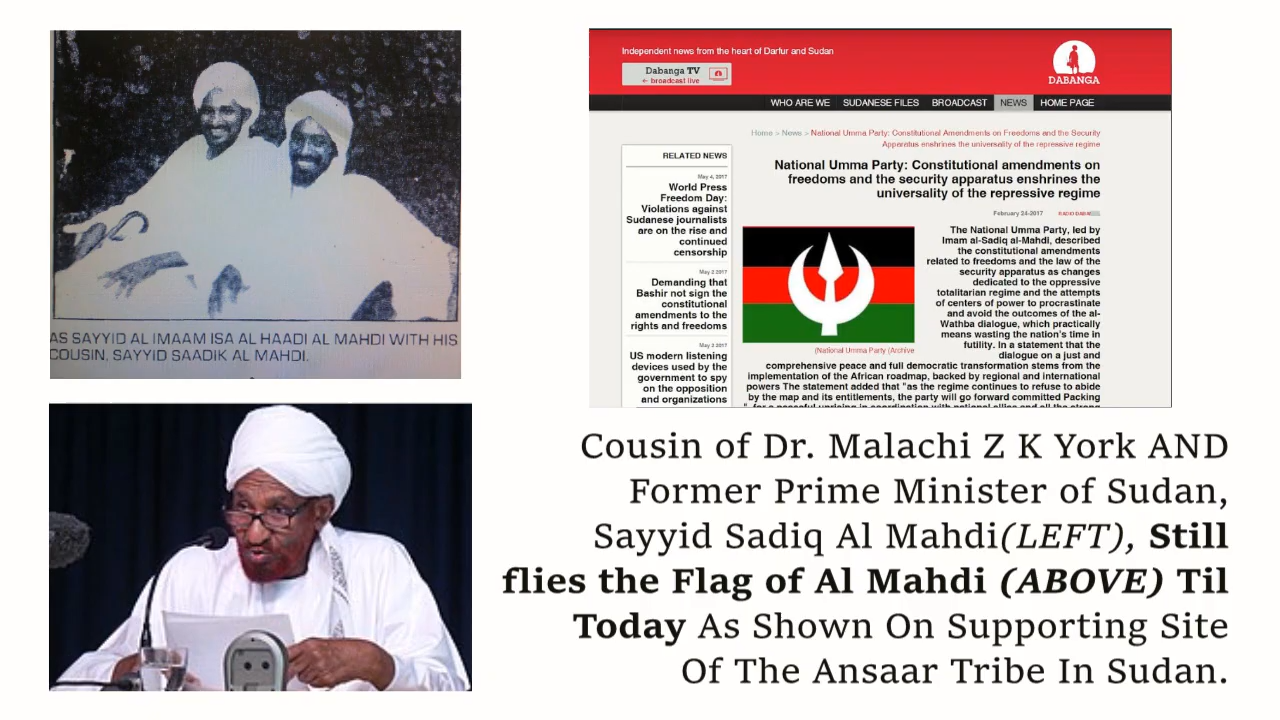 AS SAYYID AL IMAAM ISA AL HAADI AL MAHDI WITH HIS
COUSIN, SAYYID SAADIK AL MAHDI.
Independent news from the heart of Darfur and Sudan
Dabanga TV
← broadcast live
DABANGA
WHO ARE WE SUDANESE FILES BROADCAST NEWS HOME PAGE
Home > News > National Umma Party: Constitutional Amendments on Freedoms and the Security
Apparatus enshrines the universality of the repressive regime
RELATED NEWS
May 4, 2017
World Press
Freedom Day:
Violations against
Sudanese journalists
are on the rise and
continued
censorship
May 2 2017
Demanding that
Bashir not sign the
constitutional
amendments to the
rights and freedoms
May 2 2017
US modern listening
devices used by the
government to spy
on the opposition
and organizations
National Umma Party: Constitutional amendments on
freedoms and the security apparatus enshrines the
universality of the repressive regime
February 24-2017
The National Umma Party, led by
Imam al-Sadiq al-Mahdi, described
the constitutional amendments
related to freedoms and the law of the
security apparatus as changes
dedicated to the oppressive
totalitarian regime and the attempts
of centers of power to procrastinate
and avoid the outcomes of the al-
Wathba dialogue, which practically
means wasting the nation's time in
futility. In a statement that the
dialogue on a just and
(National Umma Party (Archive
comprehensive peace and full democratic transformation stems from the
implementation of the African roadmap, backed by regional and international
powers The statement added that "as the regime continues to refuse to abide
by the map and its entitlements, the party will go forward committed Packing
Cousin of Dr. Malachi Z K York AND
Former Prime Minister of Sudan,
Sayyid Sadiq Al Mahdi(LEFT), Still
flies the Flag of Al Mahdi (ABOVE) Til
Today As Shown On Supporting Site
Of The Ansaar Tribe In Sudan.